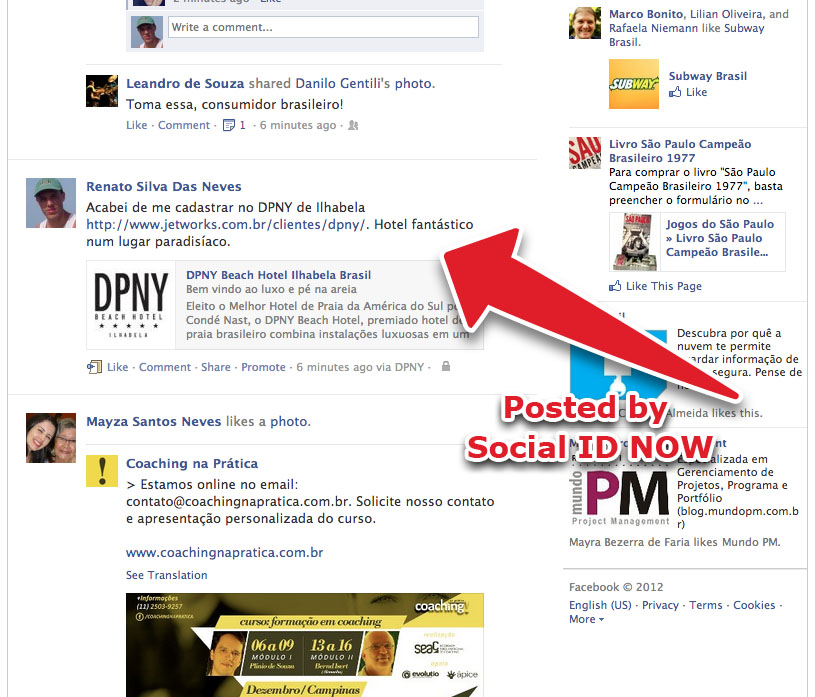 2 minutes ago · Like
Write a comment...
Leandro de Souza shared Danilo Gentili's photo.
Toma essa, consumidor brasileiro!
Like · Comment · 1 · 6 minutes ago ·
Renato Silva Das Neves
Acabei de me cadastrar no DPNY de Ilhabela
http://www.jetworks.com.br/clientes/dpny/. Hotel fantástico
num lugar paradisíaco.
DPNY
BEACH HOTEL
ILHABELA
DPNY Beach Hotel Ilhabela Brasil
Bem vindo ao luxo e pé na areia
Eleito o Melhor Hotel de Praia da América do Sul pe
Condé Nast, o DPNY Beach Hotel, premiado hotel de
praia brasileiro combina instalações luxuosas em um
Like · Comment · Share · Promote · 6 minutes ago via DPNY ·
Mayza Santos Neves likes a photo.
Coaching na Prática
> Estamos online no email:
contato@coachingnapratica.com.br. Solicite nosso contato
e apresentação personalizada do curso.
www.coachingnapratica.com.br
See Translation
+Informações
(11) 2503-9257
/COACHINGNAPRATICA
coaching
curso: formação em coaching
06 a 09
MÓDULO I
Plínio de Souza
13 a 16
MÓDULO II
Bernd Isert
realização
seag
apoio
evolutio
ápice
Dezembro/Campinas
Marco Bonito, Lilian Oliveira, and
Rafaela Niemann like Subway
Brasil.
SUBWAY
Subway Brasil
Like
SÃO
CAMPEÃ
Livro São Paulo Campeão
Brasileiro 1977
Para comprar o livro "São Paulo
Campeão Brasileiro 1977", basta
preencher o formulário no ...
Jogos do São Paulo
» Livro São Paulo
Campeão Brasile...
Like This Page
Descubra por quê a
nuvem te permite
guardar informação de
segura. Pense de
Almeida likes this.
Posted by
Social ID NOW
mundo
PM
Project Management
Especializada em
Gerenciamento de
Projetos, Programa e
Portfólio
(blog.mundopm.com.b
r)
Mayra Bezerra de Faria likes Mundo PM.
Facebook © 2012
English (US) · Privacy · Terms · Cookies ·
More